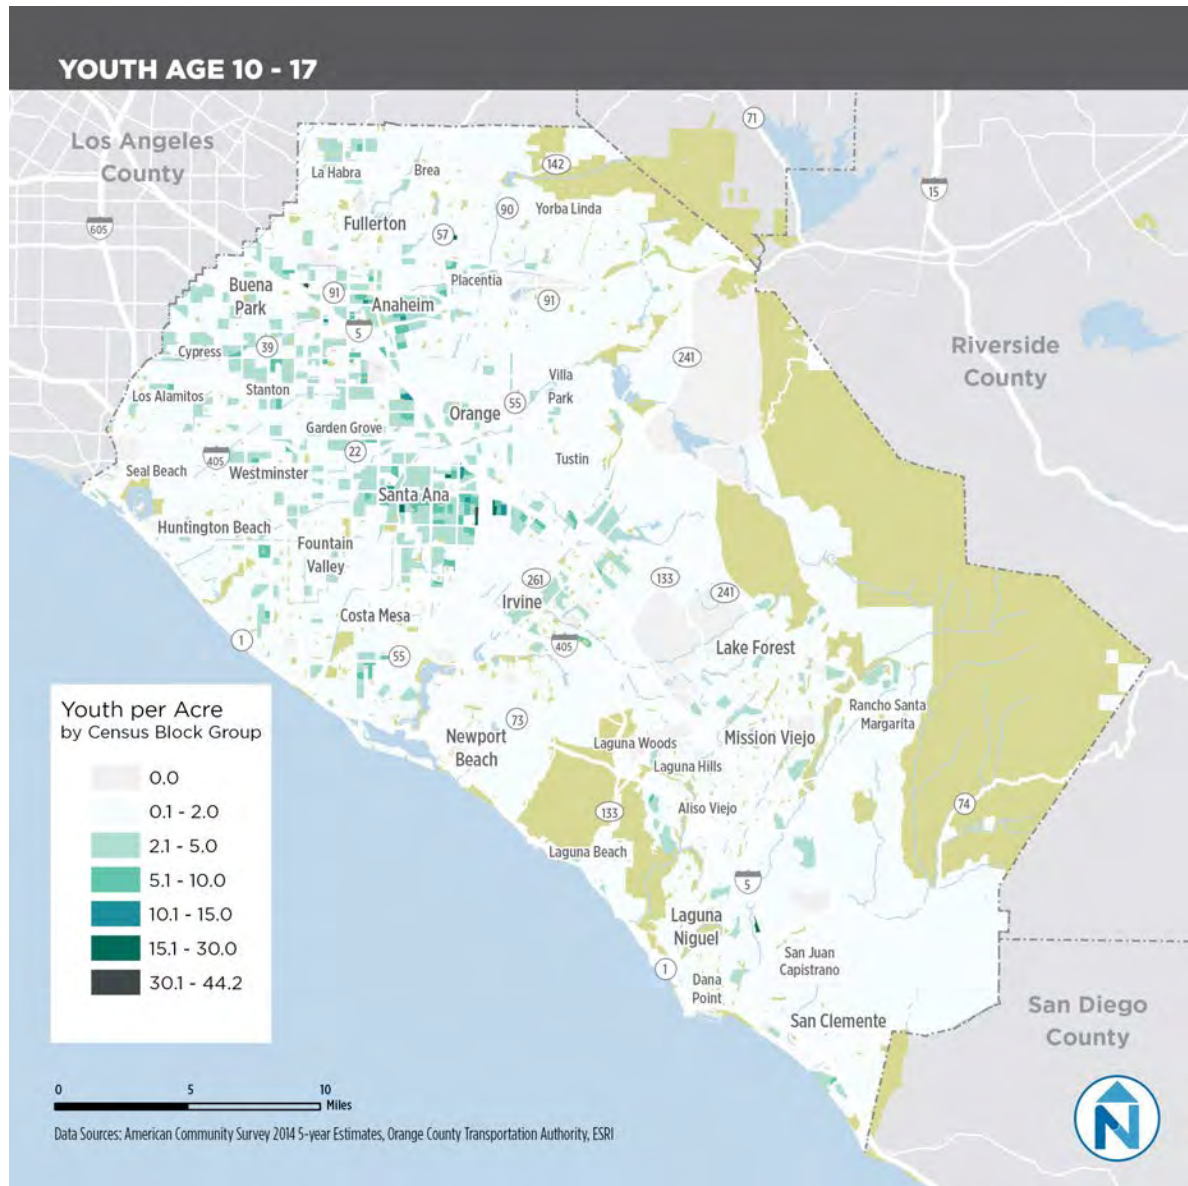 YOUTH AGE 10 - 17
71
Los Angeles
County
142
La Habra
Brea
15
605
90
Yorba Linda
Fullerton
57
Placentia
Buena
Park
91
Anaheim
91
5
39
Cypress
241
Riverside
County
Villa
Park
Los Alamitos
Stanton
55
Orange
Garden Grove
22
405
Seal Beach
Westminster
Tustin
Santa Ana
Huntington Beach
Fountain
Valley
261
133
241
Irvine
Costa Mesa
1
405
55
Lake Forest
Rancho Santa
Margarita
73
Newport
Beach
Laguna Woods
Mission Viejo
Laguna Hills
133
Aliso Viejo
74
Laguna Beach
5
Laguna
Niguel
San Juan
Capistrano
1
Dana
Point
San Clemente
San Diego
County
Youth per Acre
by Census Block Group
0.0
0.1 - 2.0
2.1 - 5.0
5.1 - 10.0
10.1 - 15.0
15.1 - 30.0
30.1 - 44.2
0 5 10
Miles
N
Data Sources: American Community Survey 2014 5-year Estimates, Orange County Transportation Authority, ESRI